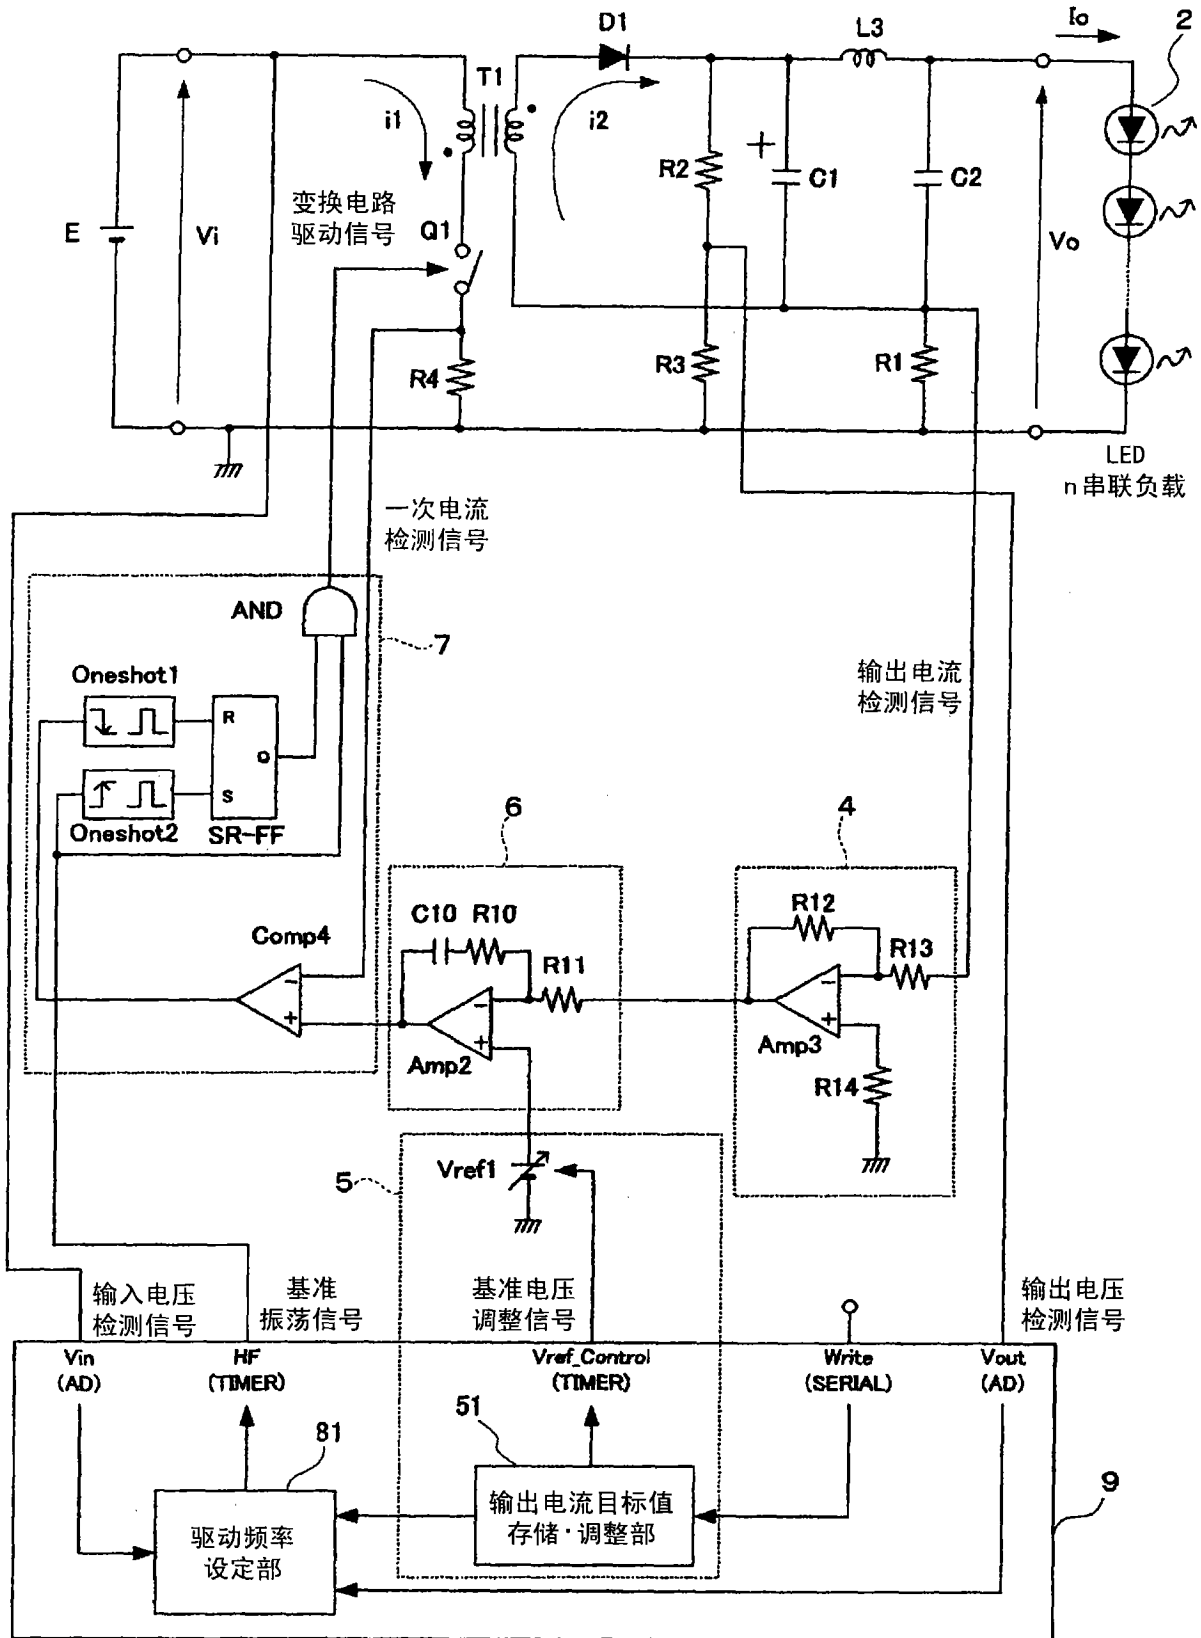 D1
L3
Io
2
T1
i1
i2
R2
+
C1
C2
变换电路
驱动信号
Q1
E
Vi
Vo
R4
R3
R1
LED
n串联负载
一次电流
检测信号
AND
7
Oneshot1
R
Q
S
Oneshot2
SR-FF
输出电流
检测信号
6
4
C10
R10
R11
R12
R13
Comp4
-
+
-
+
Amp2
-
+
Amp3
R14
5
Vref1
输入电压
检测信号
基准
振荡信号
基准电压
调整信号
输出电压
检测信号
Vin
(AD)
HF
(TIMER)
Vref_Control
(TIMER)
Write
(SERIAL)
Vout
(AD)
81
51
9
驱动频率
设定部
输出电流目标值
存储·调整部